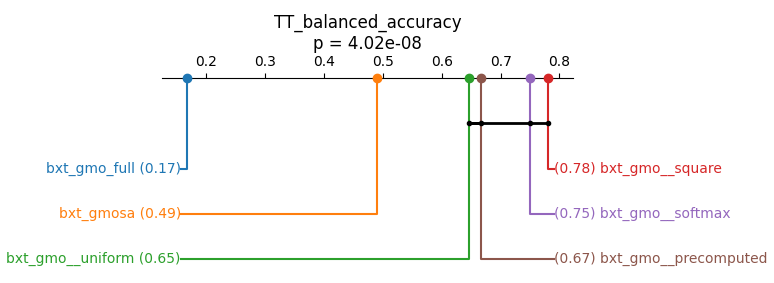 TT_balanced_accuracy
p = 4.02e-08
0.2 0.3 0.4 0.5 0.6 0.7 0.8
bxt_gmo_full (0.17) (0.78) bxt_gmo__square
bxt_gmosa (0.49) (0.75) bxt_gmo__softmax
bxt_gmo__uniform (0.65) (0.67) bxt_gmo__precomputed